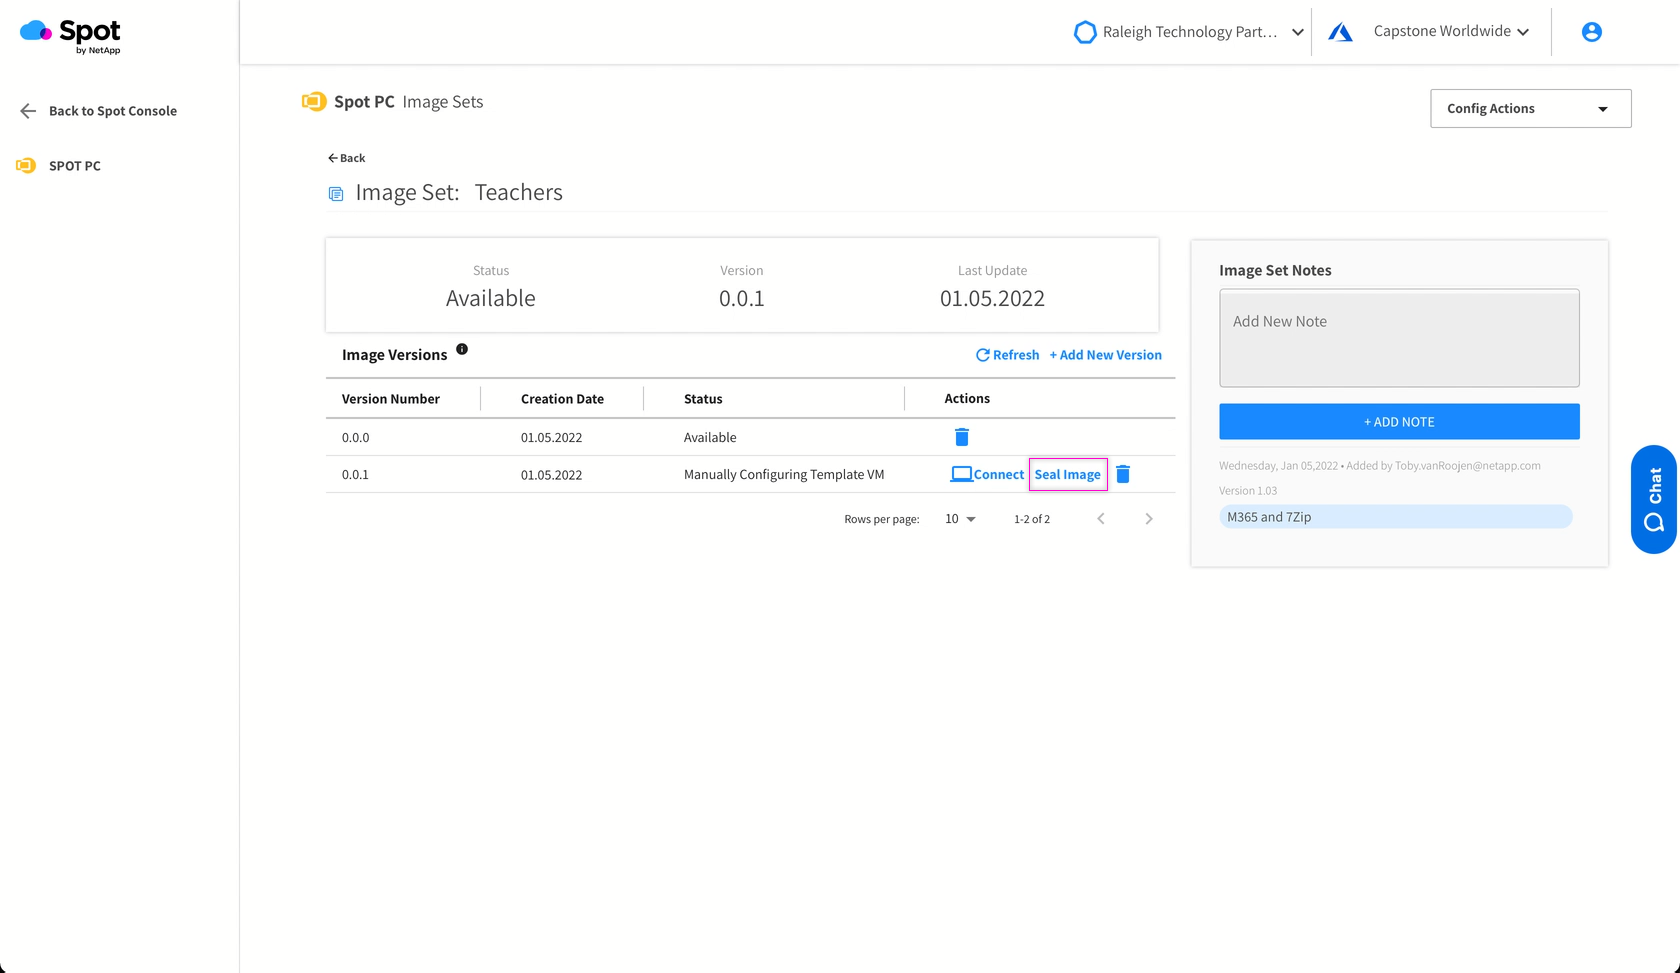 Spot
by NetApp
Raleigh Technology Part...
Capstone Worldwide
Back to Spot Console
SPOT PC
Spot PC Image Sets
Config Actions
Back
Image Set: Teachers
Status
Available
Version
0.0.1
Last Update
01.05.2022
Image Versions
Refresh + Add New Version
Version Number Creation Date Status Actions
0.0.0 01.05.2022 Available
0.0.1 01.05.2022 Manually Configuring Template VM Connect Seal Image
Rows per page: 10 1-2 of 2
Image Set Notes
Add New Note
+ ADD NOTE
Wednesday, Jan 05,2022 • Added by Toby.vanRoojen@netapp.com
Version 1.03
M365 and 7Zip
Chat